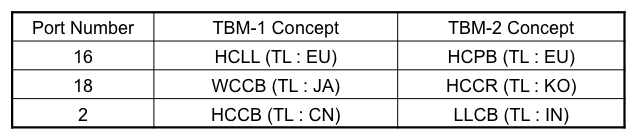 Port Number TBM-1 Concept TBM-2 Concept
16 HCLL (TL : EU) HCPB (TL : EU)
18 WCCB (TL : JA) HCCR (TL : KO)
2 HCCB (TL : CN) LLCB (TL : IN)